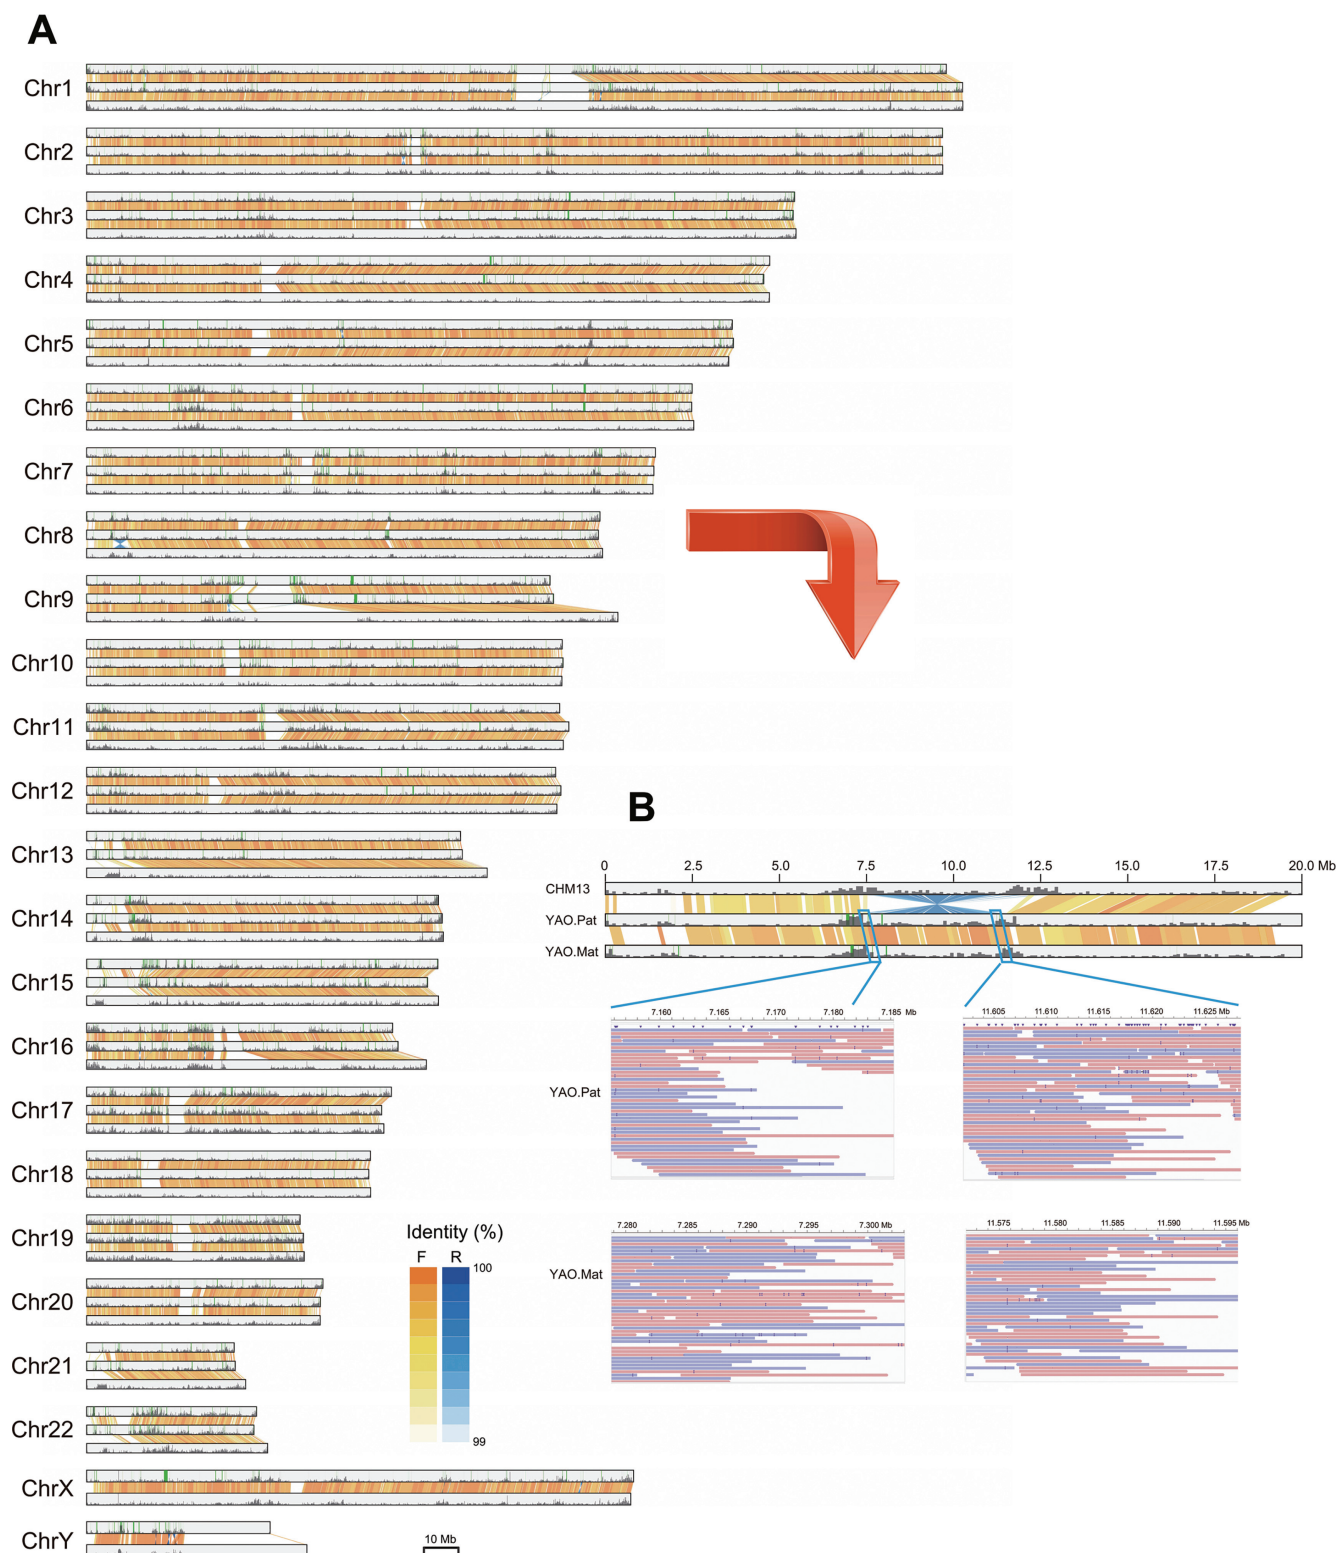 A
Chr1
Chr2
Chr3
Chr4
Chr5
Chr6
Chr7
Chr8
Chr9
Chr10
Chr11
Chr12
Chr13
Chr14
Chr15
Chr16
Chr17
Chr18
Chr19
Chr20
Chr21
Chr22
ChrX
ChrY
Identity (%)
F R
100
99
10 Mb
B
0 2.5 5.0 7.5 10.0 12.5 15.0 17.5 20.0 Mb
CHM13
YAO.Pat
YAO.Mat
7.160 7.165 7.170 7.180 7.185 Mb
11.605 11.610 11.615 11.620 11.625 Mb
YAO.Pat
7.280 7.285 7.290 7.295 7.300 Mb
11.575 11.580 11.585 11.590 11.595 Mb
YAO.Mat